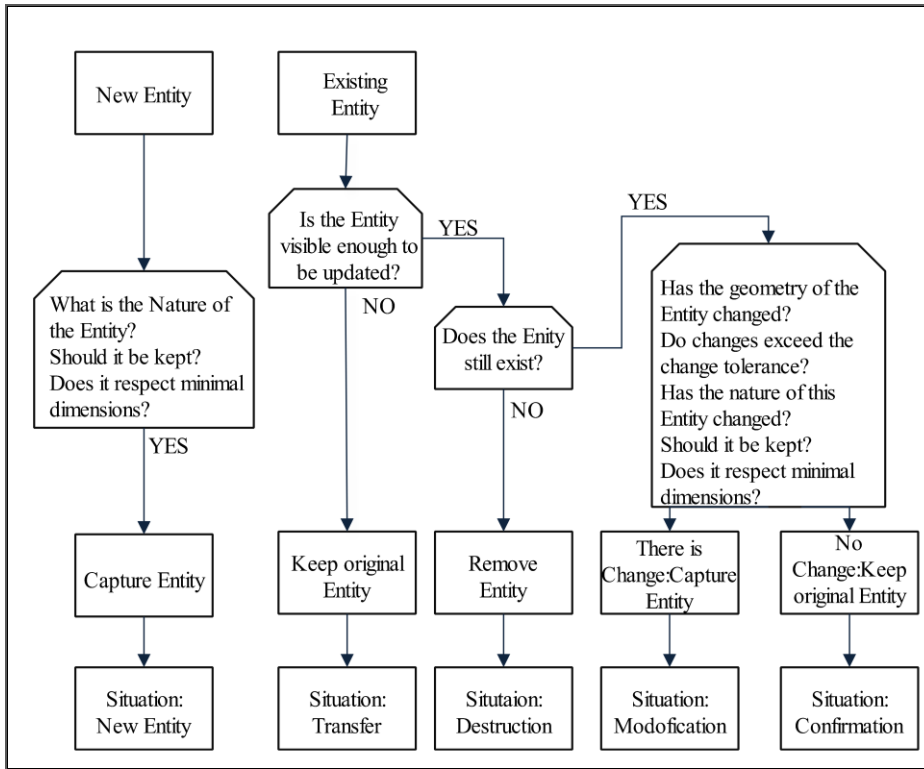 New Entity
Existing
Entity
Is the Entity
visible enough to
be updated?
YES
NO
YES
What is the Nature of
the Entity?
Should it be kept?
Does it respect minimal
dimensions?
YES
Does the Enity
still exist?
NO
Has the geometry of the
Entity changed?
Do changes exceed the
change tolerance?
Has the nature of this
Entity changed?
Should it be kept?
Does it respect minimal
dimensions?
Capture Entity
Keep original
Entity
Remove
Entity
There is
Change:Capture
Entity
No
Change:Keep
original Entity
Situation:
New Entity
Situation:
Transfer
Situtaion:
Destruction
Situation:
Modofication
Situation:
Confirmation